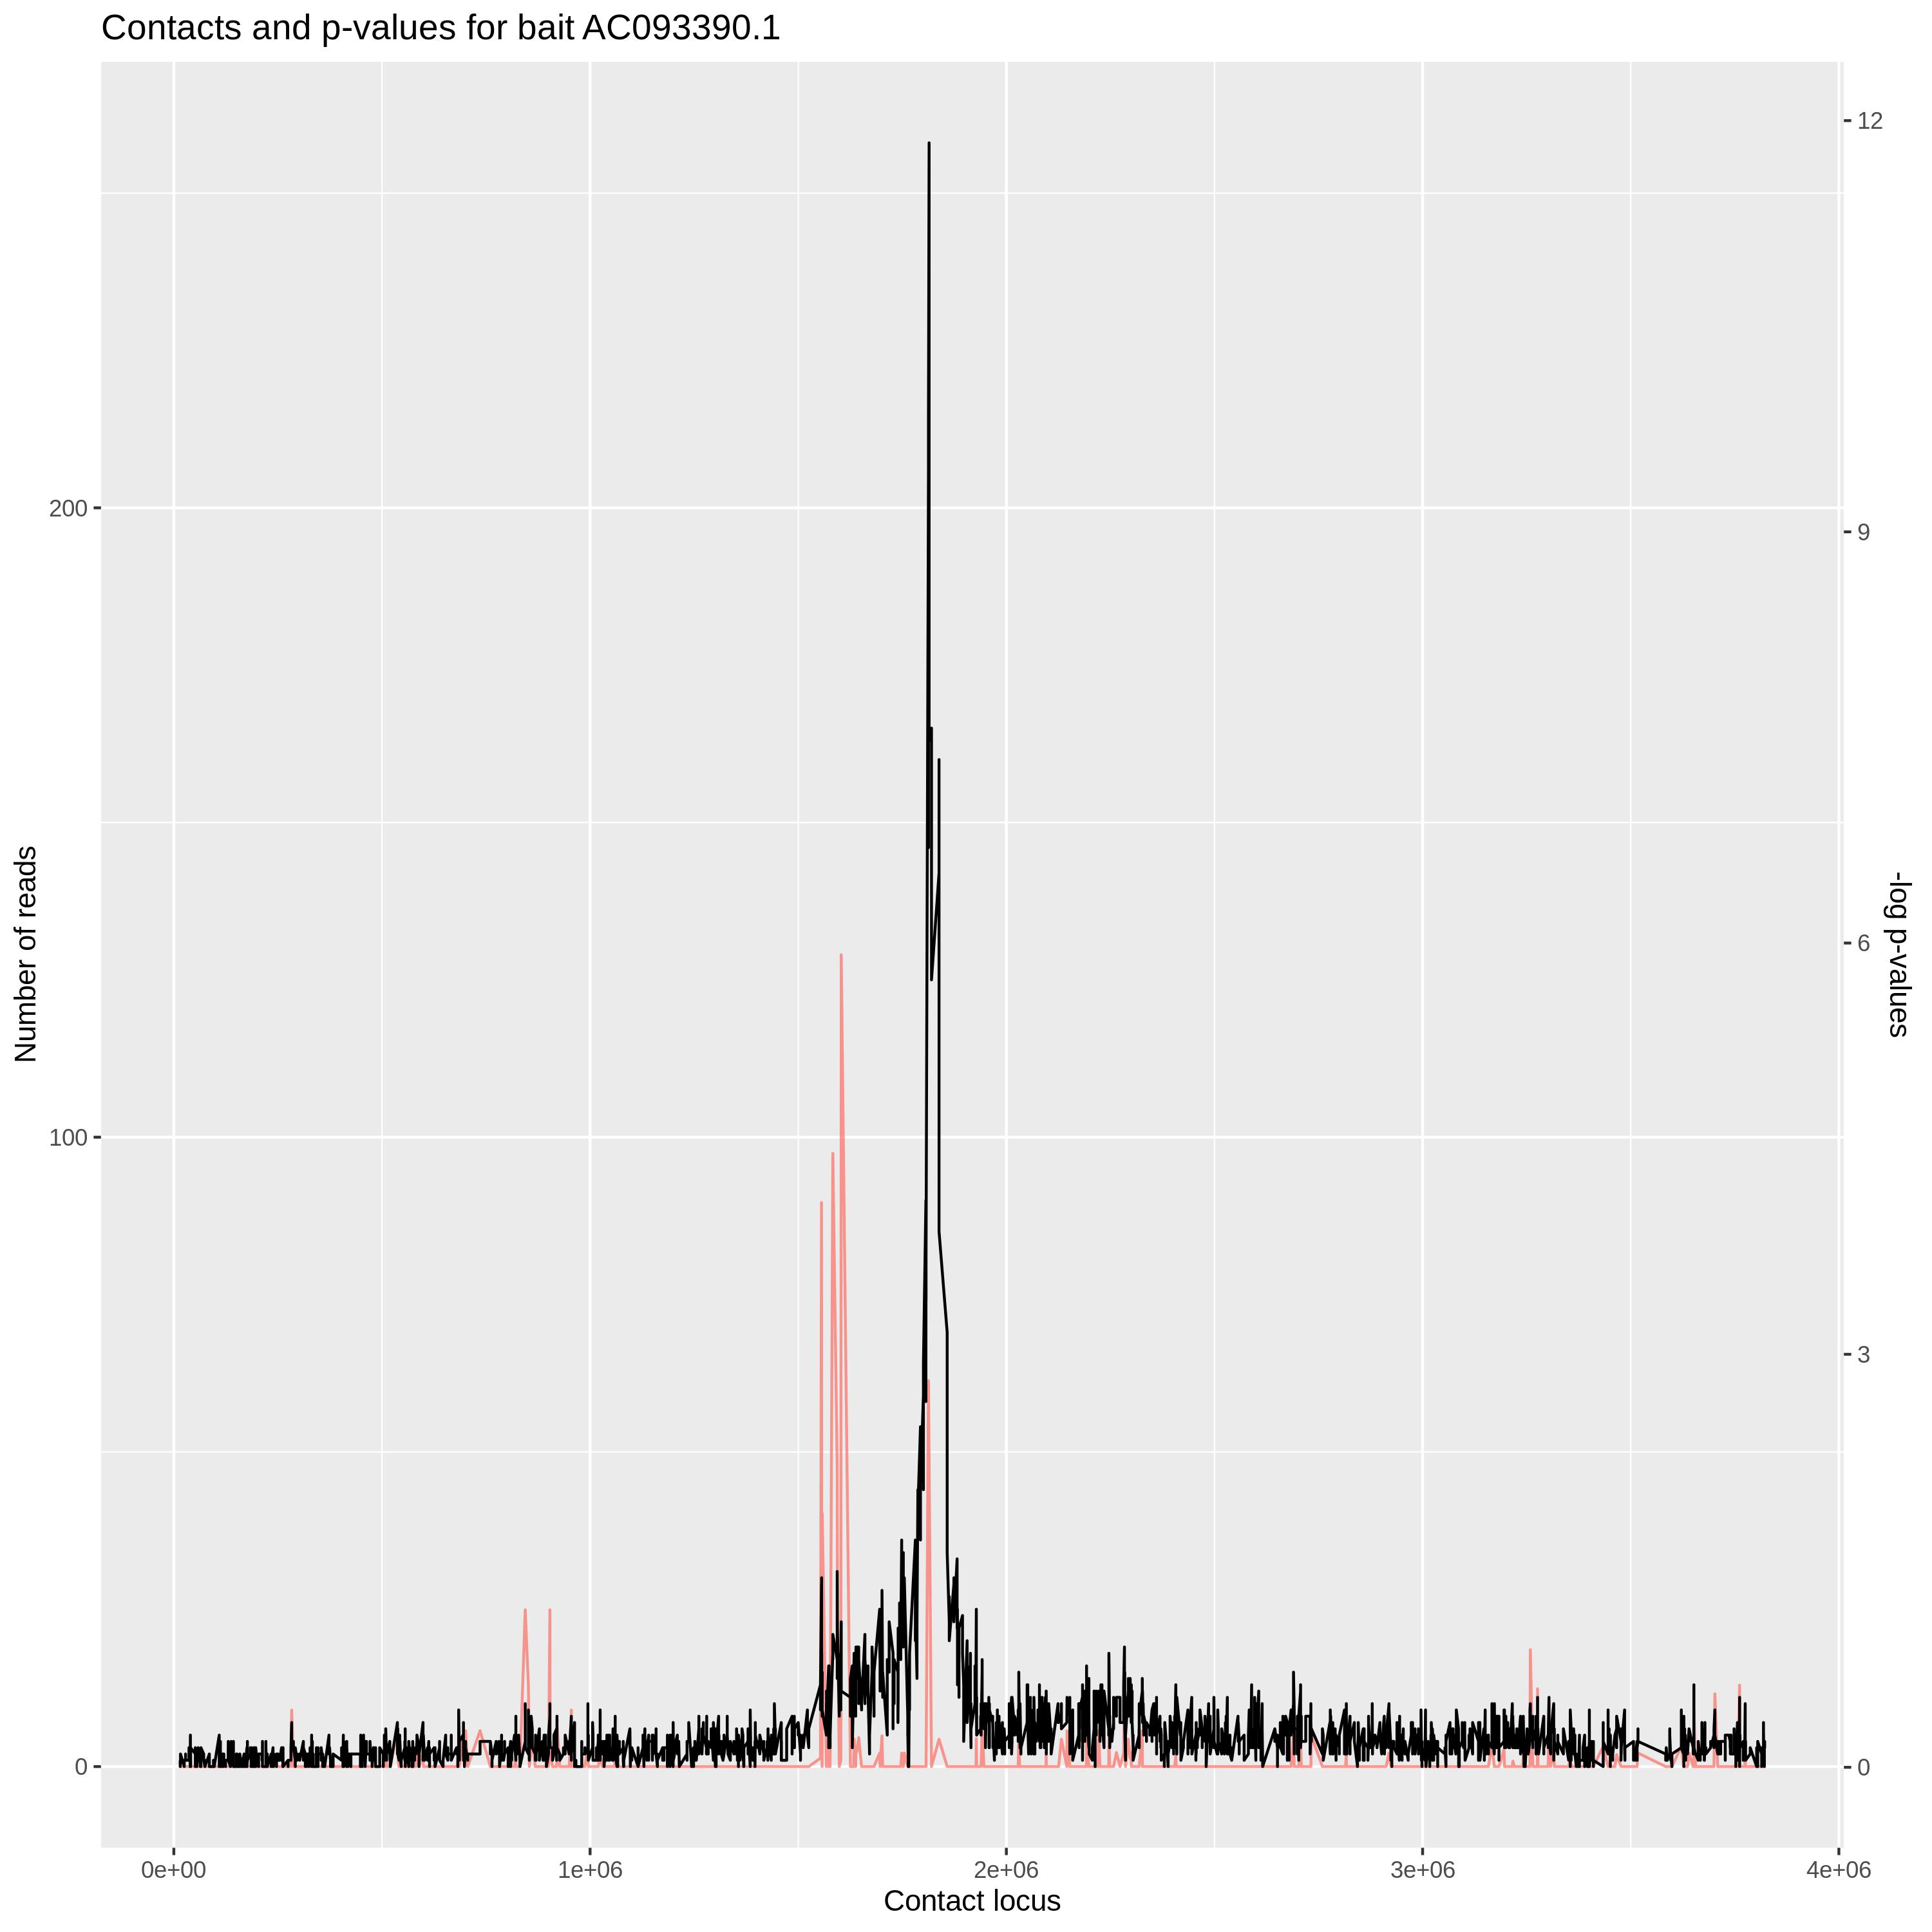 Contacts and p-values for bait AC093390.1
12
200
9
Number of reads
-log p-values
6
100
3
0
0
0e+00
1e+06
2e+06
3e+06
4e+06
Contact locus